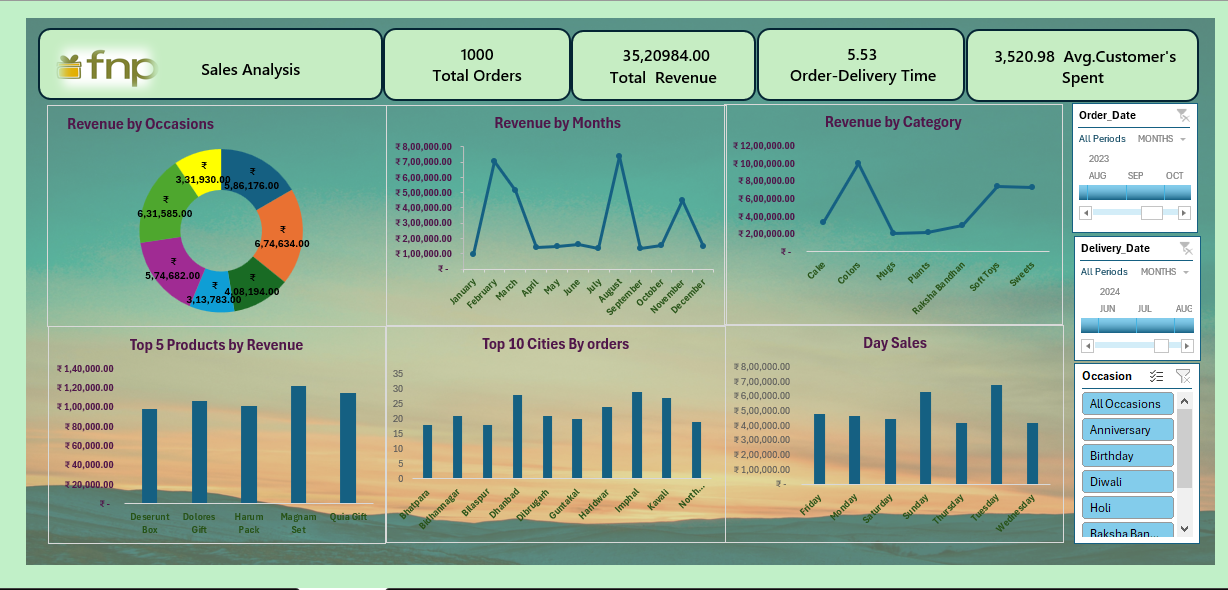 fnp
Sales Analysis
1000
Total Orders
35,20984.00
Total Revenue
5.53
Order-Delivery Time
3,520.98 Avg.Customer's
Spent
Revenue by Occasions
₹
3,31,930.00
₹
5,86,176.00
₹
6,31,585.00
₹
6,74,634.00
₹
5,74,682.00
₹
3,13,783.00
₹
4,08,194.00
Revenue by Months
₹ 8,00,000.00
₹ 7,00,000.00
₹ 6,00,000.00
₹ 5,00,000.00
₹ 4,00,000.00
₹ 3,00,000.00
₹ 2,00,000.00
₹ 1,00,000.00
₹ -
January
February
March
April
May
June
July
August
September
October
November
December
Revenue by Category
₹ 12,00,000.00
₹ 10,00,000.00
₹ 8,00,000.00
₹ 6,00,000.00
₹ 4,00,000.00
₹ 2,00,000.00
₹ -
Cake
Colors
Mugs
Plants
Raksha Bandhan
Soft Toys
Sweets
Order_Date
All Periods MONTHS
2023
AUG SEP OCT
Delivery_Date
All Periods MONTHS
2024
JUN JUL AUG
Occasion
All Occasions
Anniversary
Birthday
Diwali
Holi
Raksha Ban...
Top 5 Products by Revenue
₹ 1,40,000.00
₹ 1,20,000.00
₹ 1,00,000.00
₹ 80,000.00
₹ 60,000.00
₹ 40,000.00
₹ 20,000.00
₹ -
Deserunt
Box
Dolores
Gift
Harum
Pack
Magnam
Set
Quia Gift
Top 10 Cities By orders
35
30
25
20
15
10
5
0
Bhatpara
Bidhannagar
Bilaspur
Dhanbad
Dibrugarh
Guntakal
Haridwar
Imphal
Kavali
North...
Day Sales
₹ 8,00,000.00
₹ 7,00,000.00
₹ 6,00,000.00
₹ 5,00,000.00
₹ 4,00,000.00
₹ 3,00,000.00
₹ 2,00,000.00
₹ 1,00,000.00
₹ -
Friday
Monday
Saturday
Sunday
Thursday
Tuesday
Wednesday